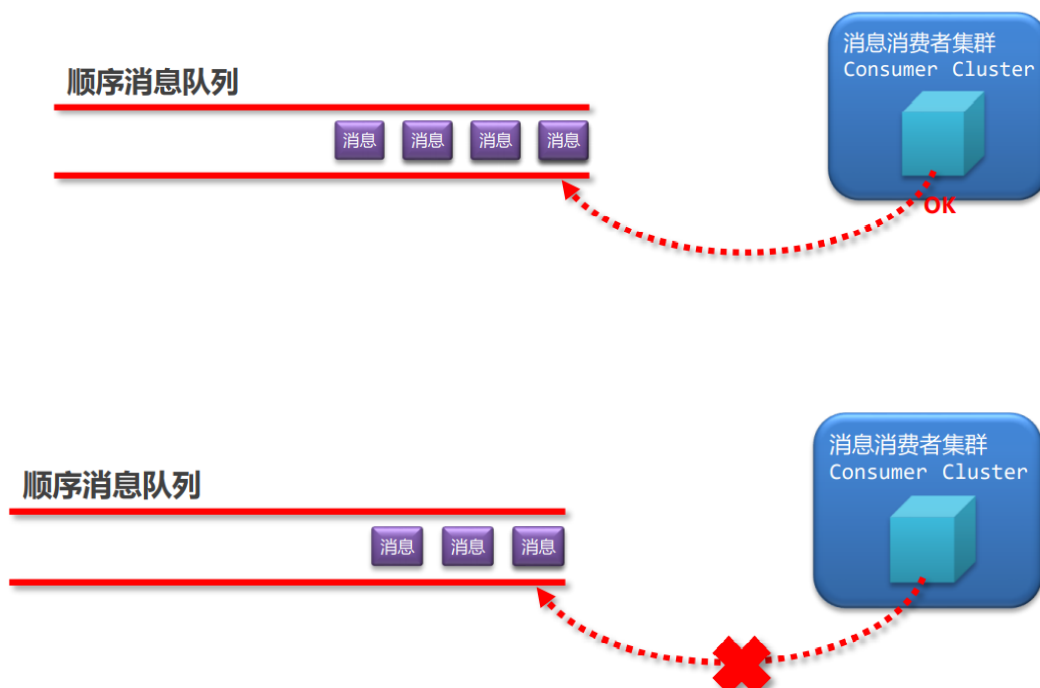 消息消费者集群
Consumer Cluster
顺序消息队列
消息 消息 消息 消息
OK
消息消费者集群
Consumer Cluster
顺序消息队列
消息 消息 消息